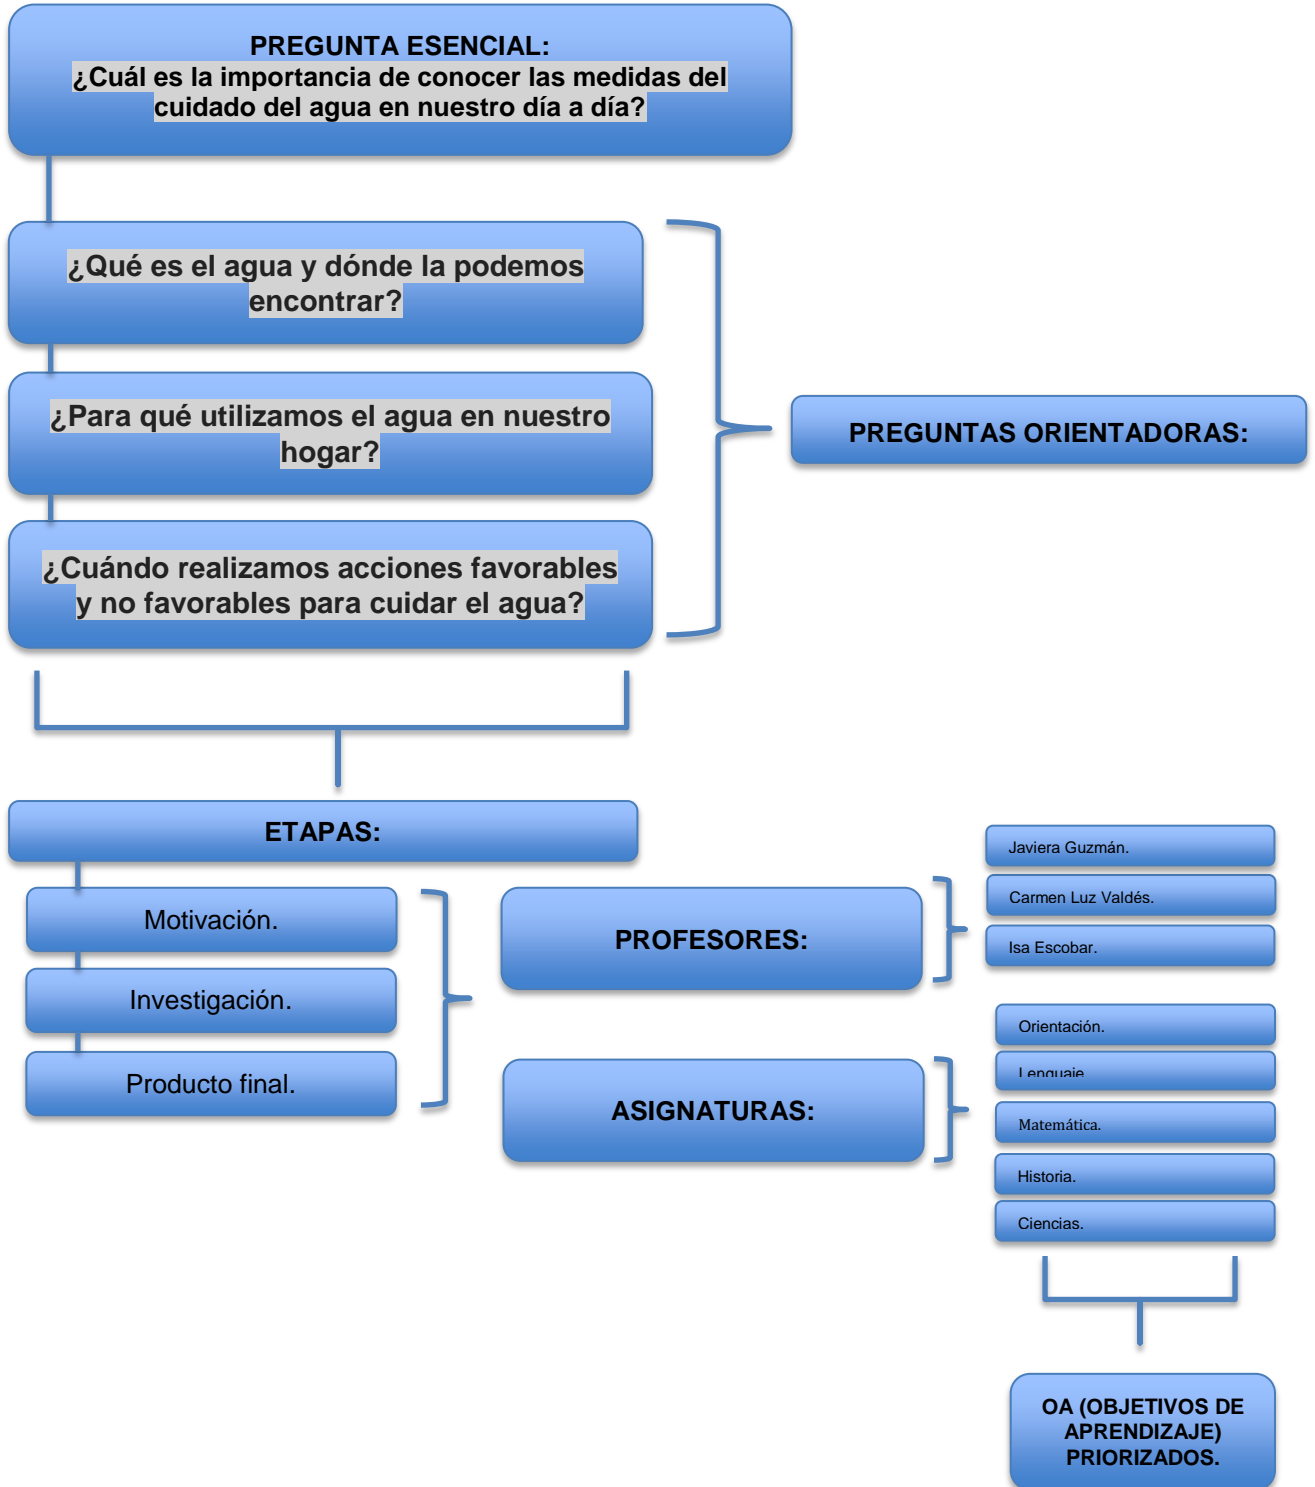 PREGUNTA ESENCIAL:
¿Cuál es la importancia de conocer las medidas del
cuidado del agua en nuestro día a día?
¿Qué es el agua y dónde la podemos
encontrar?
¿Para qué utilizamos el agua en nuestro
hogar?
¿Cuándo realizamos acciones favorables
y no favorables para cuidar el agua?
PREGUNTAS ORIENTADORAS:
ETAPAS:
Motivación.
Investigación.
Producto final.
PROFESORES:
Javiera Guzmán.
Carmen Luz Valdés.
Isa Escobar.
ASIGNATURAS:
Orientación.
Lenguaje
Matemática.
Historia.
Ciencias.
OA (OBJETIVOS DE
APRENDIZAJE)
PRIORIZADOS.